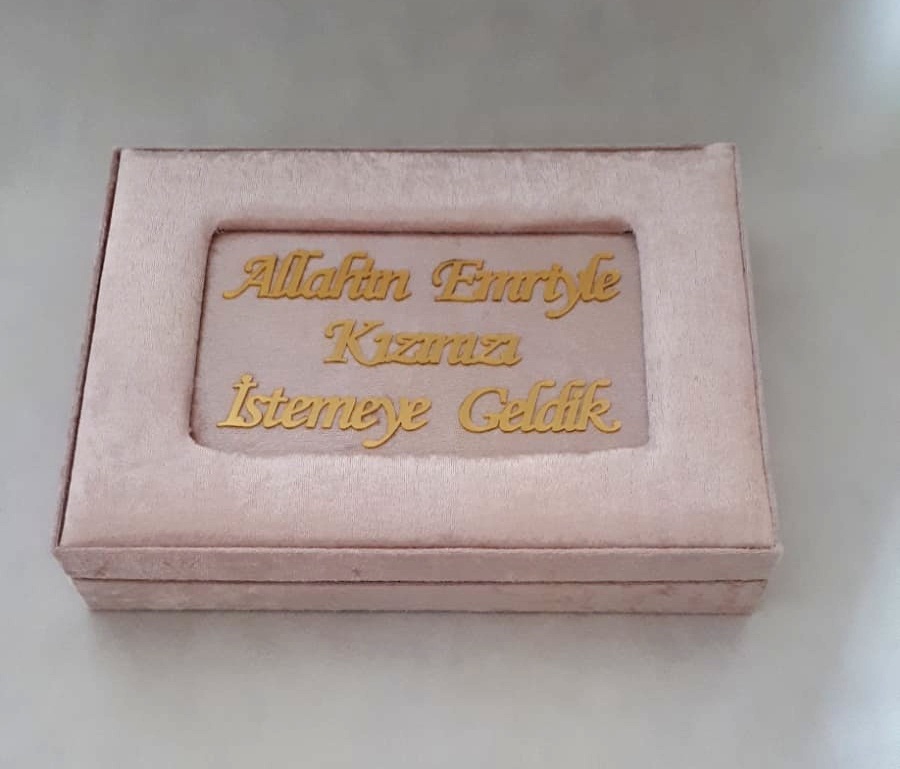 Allahın Emriyle
Kızınızı
İstemeye Geldik